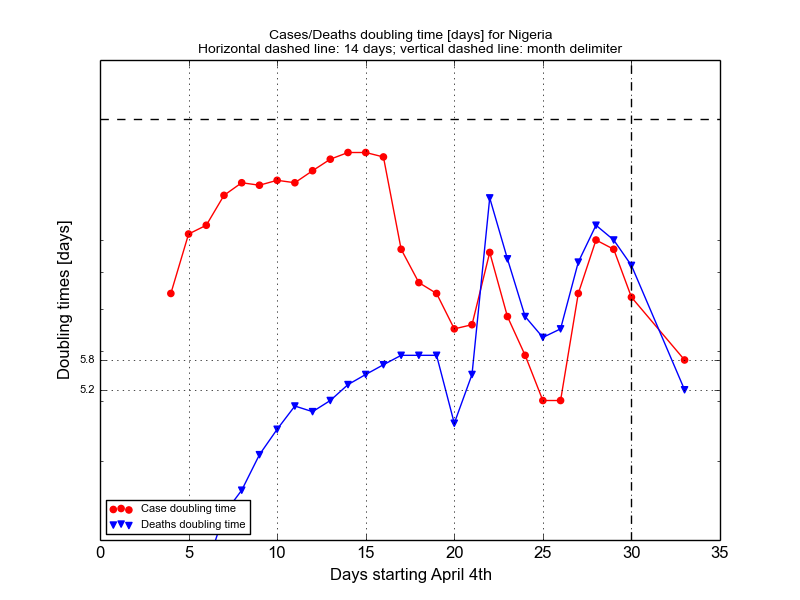 Cases/Deaths doubling time [days] for Nigeria
Horizontal dashed line: 14 days; vertical dashed line: month delimiter
Doubling times [days]
5.8
5.2
Case doubling time
Deaths doubling time
0 5 10 15 20 25 30 35
Days starting April 4th